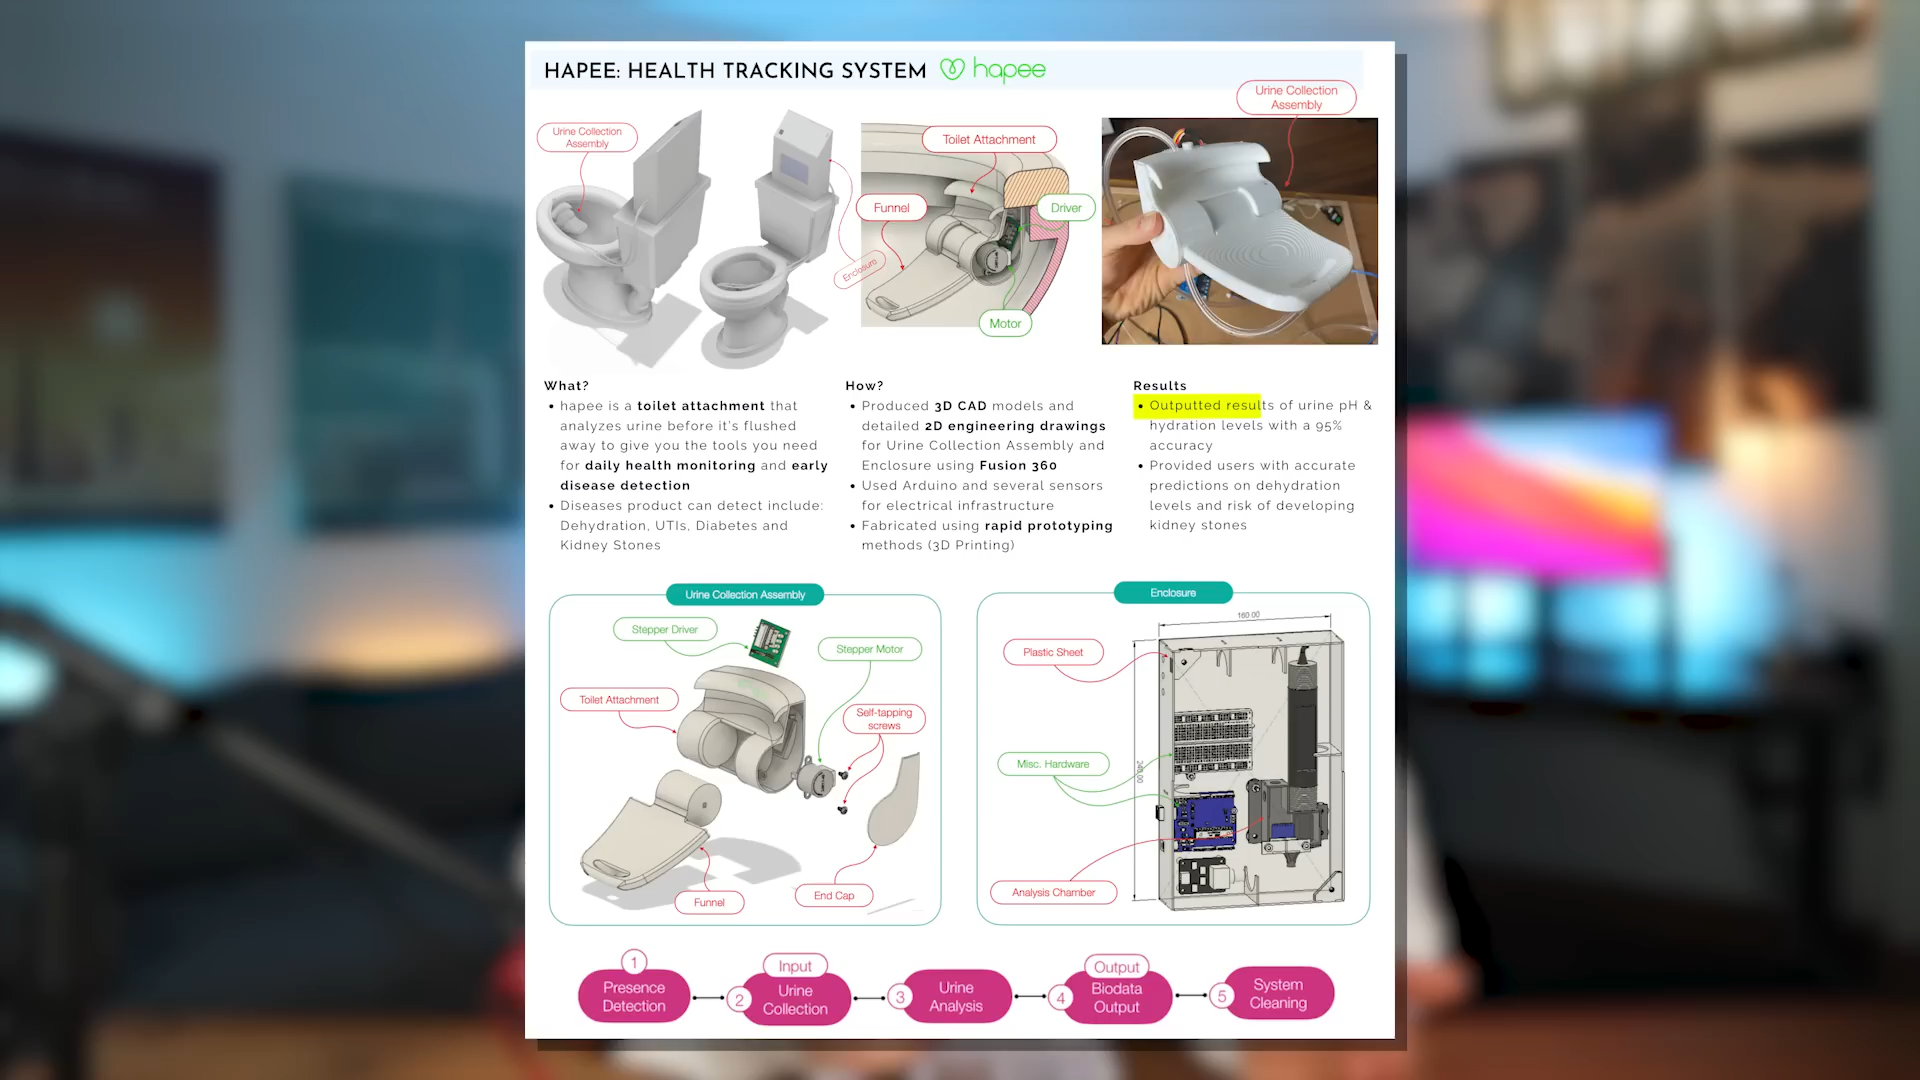 HAPEE: HEALTH TRACKING SYSTEM hapee
Urine Collection
Assembly
Enclosure
Toilet Attachment
Funnel
Driver
Motor
Urine Collection
Assembly
What?
• hapee is a toilet attachment that
analyzes urine before it's flushed
away to give you the tools you need
for daily health monitoring and early
disease detection
• Diseases product can detect include:
Dehydration, UTIs, Diabetes and
Kidney Stones
How?
• Produced 3D CAD models and
detailed 2D engineering drawings
for Urine Collection Assembly and
Enclosure using Fusion 360
• Used Arduino and several sensors
for electrical infrastructure
• Fabricated using rapid prototyping
methods (3D Printing)
Results
• Outputted results of urine pH &
hydration levels with a 95%
accuracy
• Provided users with accurate
predictions on dehydration
levels and risk of developing
kidney stones
Urine Collection Assembly
Stepper Driver
Stepper Motor
Toilet Attachment
Self-tapping
screws
Funnel
End Cap
Enclosure
160.00
Plastic Sheet
Misc. Hardware
240.00
Analysis Chamber
1
Presence
Detection
Input
2
Urine
Collection
3
Urine
Analysis
Output
4
Biodata
Output
5
System
Cleaning